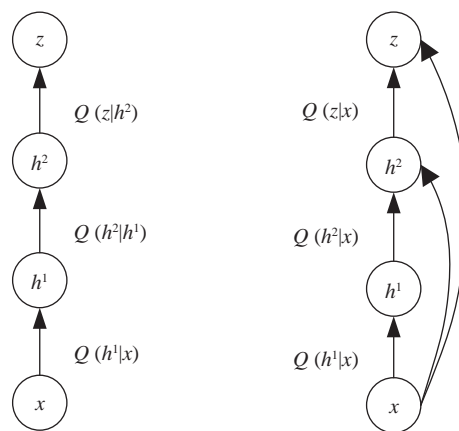 z
Q (z|h²)
h²
Q (h²|h¹)
h¹
Q (h¹|x)
x
z
Q (z|x)
h²
Q (h²|x)
h¹
Q (h¹|x)
x